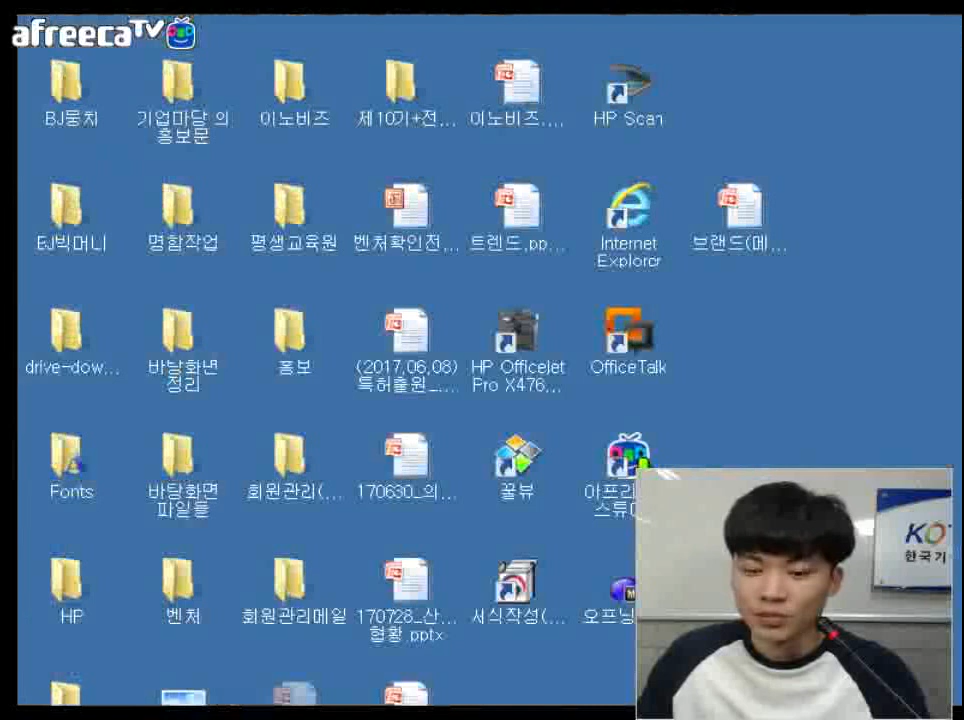 afreecaTV
BJ뭉치
기업마당 의
홍보문
이노비즈
제10기+전...
이노비즈....
HP Scan
BJ빅머니
명함작업
평생교육원
벤처확인전...
트렌드.pp...
Internet
Explorer
브랜드(메...
drive-dow...
바탕화면
정리
홍보
(2017.06.08)
특허출원_...
HP OfficeJet
Pro X476...
OfficeTalk
Fonts
바탕화면
파일들
회원관리(...
170630_의...
꿀뷰
아프리
스튜
HP
벤처
회원관리메일
170728_산...
협황.pptx
서식작성(...
오프닝
KO
한국기